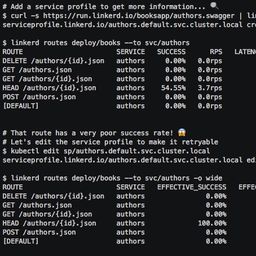 # Add a service profile to get more information... 🔍
$ curl -s https://run.linkerd.io/booksapp/authors.swagger | lin
serviceprofile.linkerd.io/authors.default.svc.cluster.local cr
$ linkerd routes deploy/books --to svc/authors
ROUTE SERVICE SUCCESS RPS LATENC
DELETE /authors/{id}.json authors 0.00% 0.0rps
GET /authors.json authors 0.00% 0.0rps
GET /authors/{id}.json authors 0.00% 0.0rps
HEAD /authors/{id}.json authors 54.55% 3.7rps
POST /authors.json authors 0.00% 0.0rps
[DEFAULT] authors 0.00% 0.0rps
# That route has a very poor success rate! 😱
# Let's edit the service profile to make it retryable
$ kubectl edit sp/authors.default.svc.cluster.local
serviceprofile.linkerd.io/authors.default.svc.cluster.local edi
$ linkerd routes deploy/books --to svc/authors -o wide
ROUTE SERVICE EFFECTIVE_SUCCESS EFFE
DELETE /authors/{id}.json authors 0.00%
GET /authors.json authors 0.00%
GET /authors/{id}.json authors 0.00%
HEAD /authors/{id}.json authors 100.00%
POST /authors.json authors 0.00%
[DEFAULT] authors 0.00%